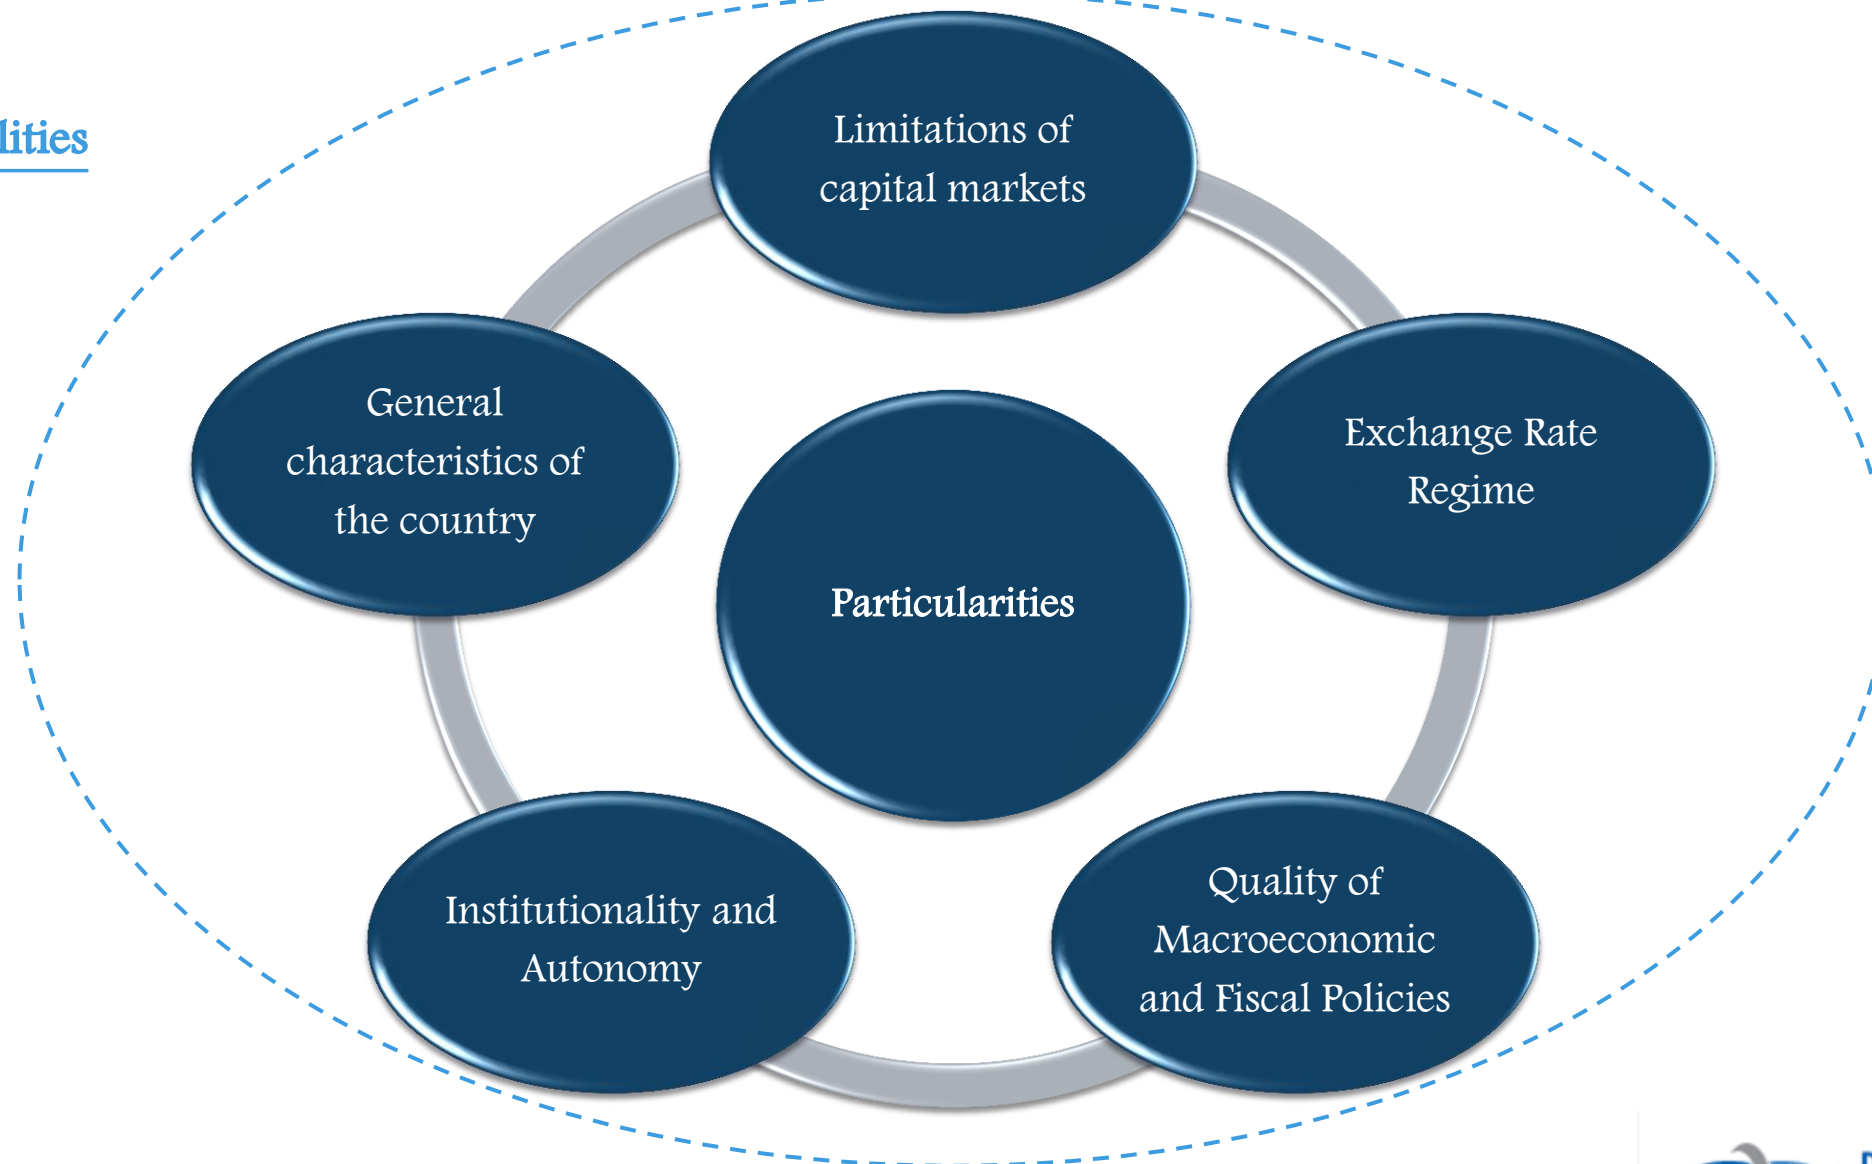 lities
Limitations of
capital markets
General
characteristics of
the country
Exchange Rate
Regime
Particularities
Institutionality and
Autonomy
Quality of
Macroeconomic
and Fiscal Policies